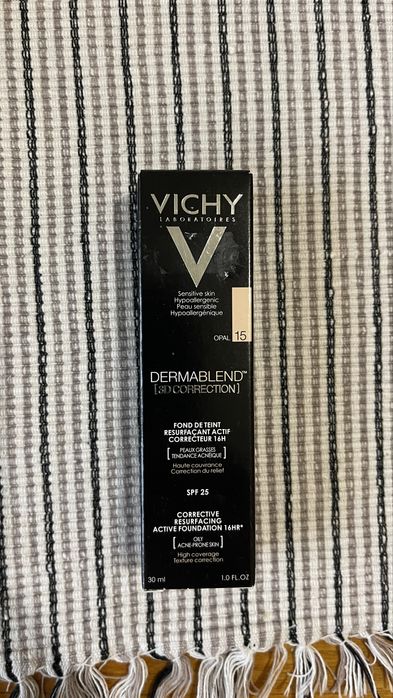 VICHY
LABORATOIRES
V
Sensitive skin
Hypoallergenic
Peau sensible
Hypoallergénique
OPAL 15
DERMABLEND™
[3D CORRECTION]
FOND DE TEINT
RESURFAÇANT ACTIF
CORRECTEUR 16H
[PEAUX GRASSES
TENDANCE ACNÉIQUE]
Haute couvrance
Correction du relief
SPF 25
CORRECTIVE
RESURFACING
ACTIVE FOUNDATION 16HR*
[OILY
ACNE-PRONE SKIN]
High coverage
Texture correction
30 ml 1.0 FL.OZ